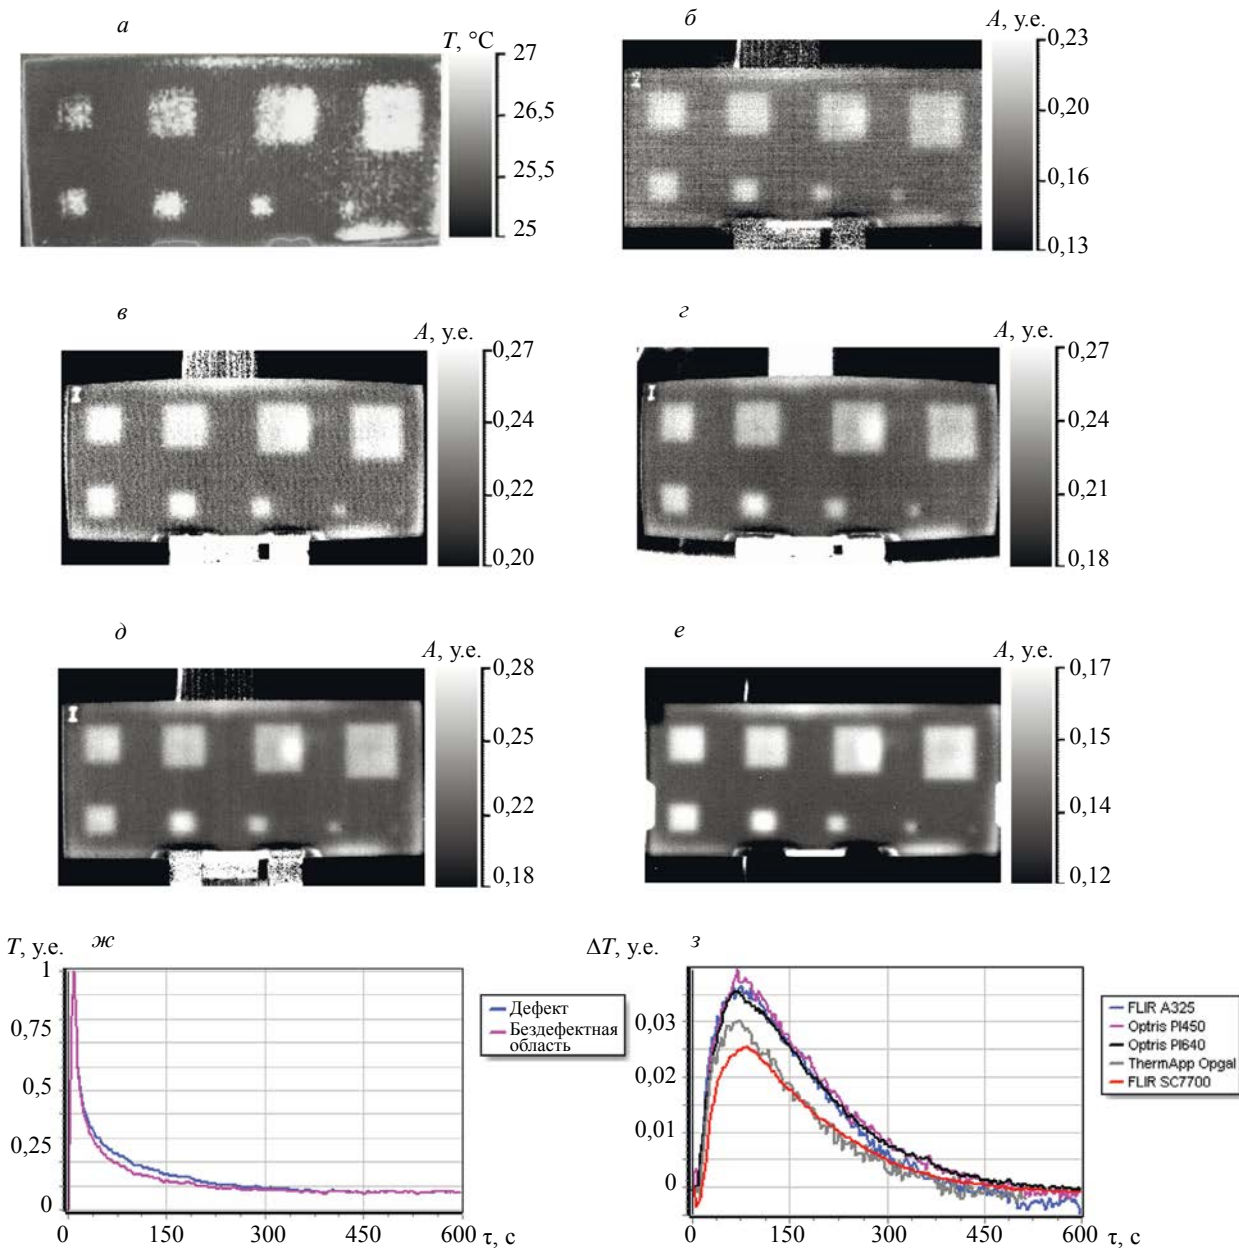 а
T, °C
27
26,5
25,5
25
б
A, у.е.
0,23
0,20
0,16
0,13
в
A, у.е.
0,27
0,24
0,22
0,20
г
A, у.е.
0,27
0,24
0,21
0,18
д
A, у.е.
0,28
0,25
0,22
0,18
е
A, у.е.
0,17
0,15
0,14
0,12
T, у.е.
ж
1
0,75
0,5
0,25
0
0
150
300
450
600
τ, с
Дефект
Бездефектная
область
ΔT, у.е.
з
0,03
0,02
0,01
0
0
150
300
450
600
τ, с
FLIR A325
Optris PI450
Optris PI640
ThermApp Opgal
FLIR SC7700